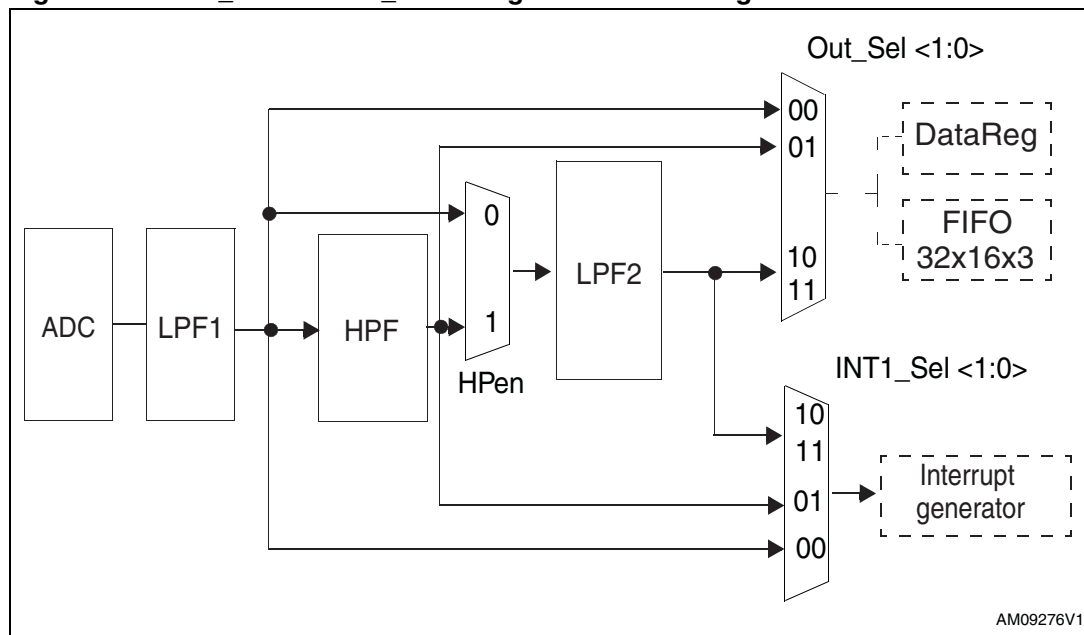 Out_Sel <1:0>
00
01
DataReg
0
FIFO
32x16x3
10
11
ADC
LPF1
HPF
1
LPF2
HPen
INT1_Sel <1:0>
10
11
Interrupt
generator
01
00
AM09276V1